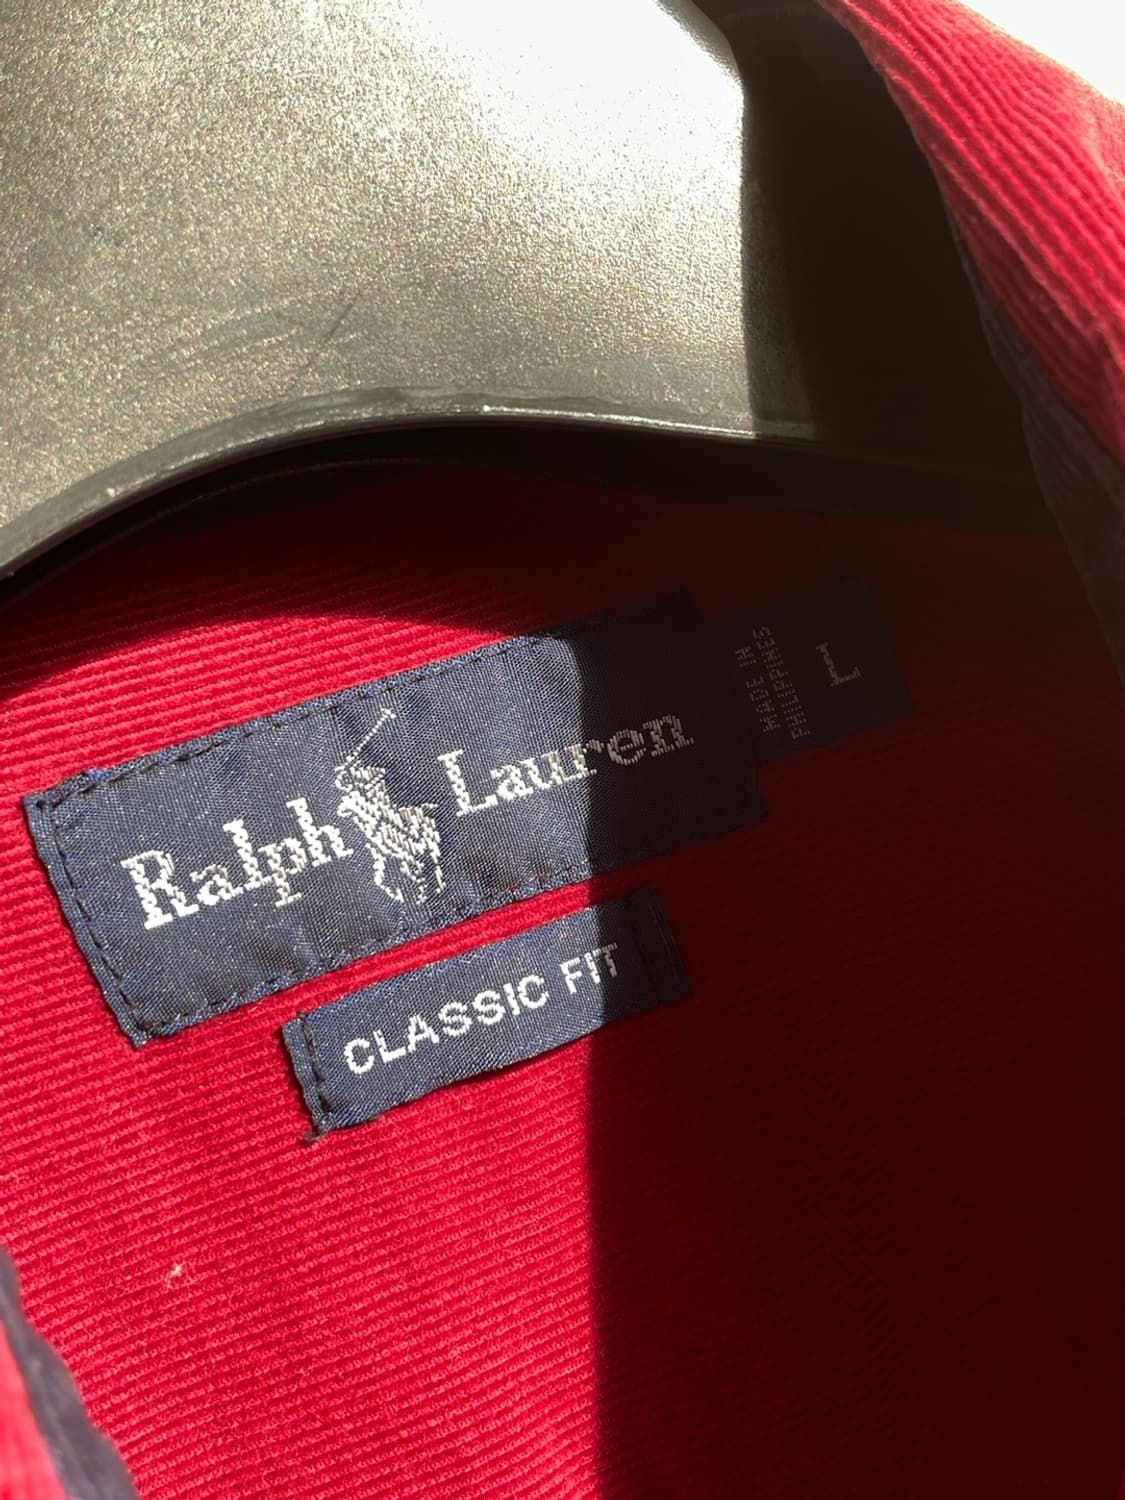 Ralph Lauren
MADE IN
PHILIPPINES
L
CLASSIC FIT